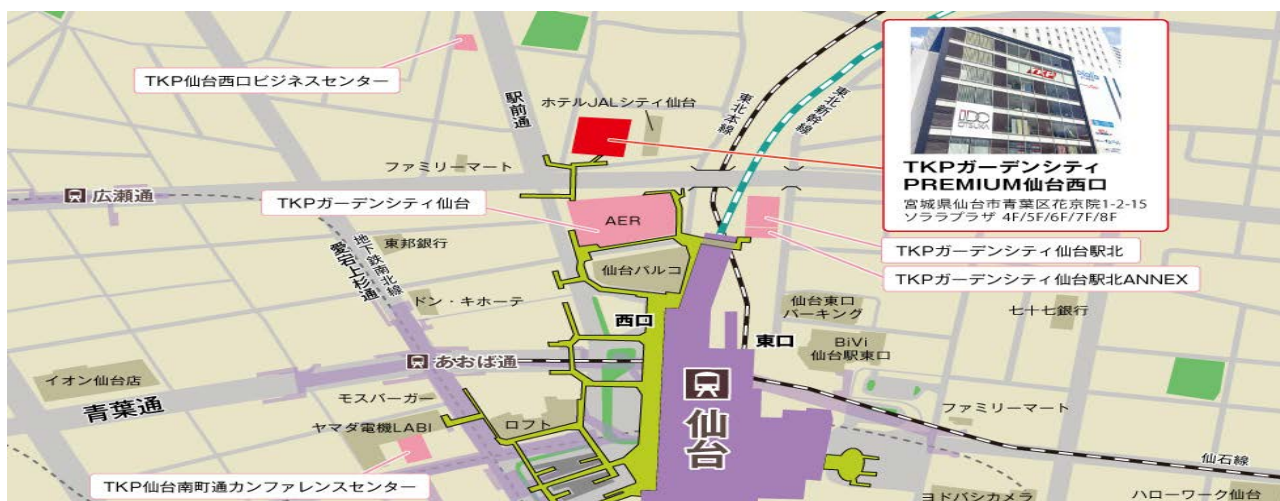 TKP仙台西口ビジネスセンター
駅前通
ホテルJALシティ仙台
東北本線
東北新幹線
TKP
IDC
OTSUKA
TKPガーデンシティ
PREMIUM仙台西口
宮城県仙台市青葉区花京院1-2-15
ソララプラザ 4F/5F/6F/7F/8F
ファミリーマート
広瀬通
TKPガーデンシティ仙台
AER
東邦銀行
地下鉄南北線
愛宕上杉通
仙台パルコ
TKPガーデンシティ仙台駅北
TKPガーデンシティ仙台駅北ANNEX
ドン・キホーテ
西口
東口
仙台東口
パーキング
七十七銀行
BiVi
仙台駅東口
あおば通
イオン仙台店
青葉通
モスバーガー
ヤマダ電機LABI
ロフト
仙台
ファミリーマート
仙石線
TKP仙台南町通カンファレンスセンター
ヨドバシカメラ
ハローワーク仙台